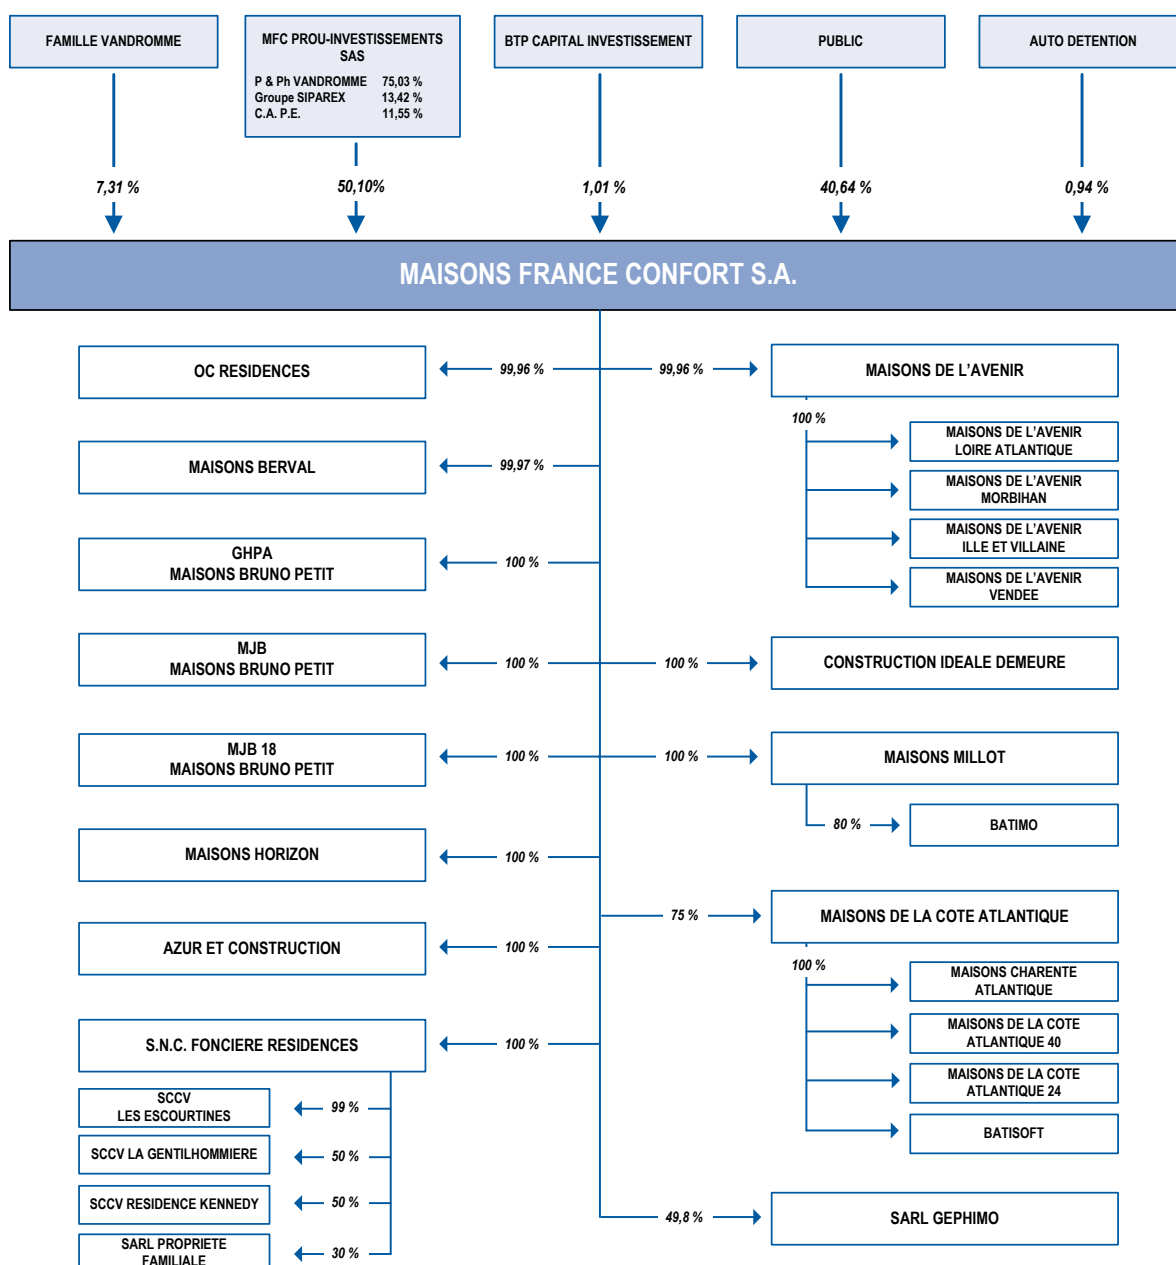 FAMILLE VANDROMME
MFC PROU-INVESTISSEMENTS
SAS
P & Ph VANDROMME 75,03 %
Groupe SIPAREX 13,42 %
C.A. P.E. 11,55 %
BTP CAPITAL INVESTISSEMENT
PUBLIC
AUTO DETENTION
7,31 %
50,10%
1,01 %
40,64 %
0,94 %
MAISONS FRANCE CONFORT S.A.
OC RESIDENCES
99,96 %
99,96 %
MAISONS DE L’AVENIR
100 %
MAISONS DE L’AVENIR
LOIRE ATLANTIQUE
MAISONS BERVAL
99,97 %
MAISONS DE L’AVENIR
MORBIHAN
MAISONS DE L’AVENIR
ILLE ET VILLAINE
GHPA
MAISONS BRUNO PETIT
100 %
MAISONS DE L’AVENIR
VENDEE
MJB
MAISONS BRUNO PETIT
100 %
100 %
CONSTRUCTION IDEALE DEMEURE
MJB 18
MAISONS BRUNO PETIT
100 %
100 %
MAISONS MILLOT
80 %
BATIMO
MAISONS HORIZON
100 %
75 %
MAISONS DE LA COTE ATLANTIQUE
AZUR ET CONSTRUCTION
100 %
100 %
MAISONS CHARENTE
ATLANTIQUE
MAISONS DE LA COTE
ATLANTIQUE 40
S.N.C. FONCIERE RESIDENCES
100 %
MAISONS DE LA COTE
ATLANTIQUE 24
SCCV
LES ESCOURTINES
99 %
BATISOFT
SCCV LA GENTILHOMMIERE
50 %
SCCV RESIDENCE KENNEDY
50 %
49,8 %
SARL GEPHIMO
SARL PROPRIETE
FAMILIALE
30 %